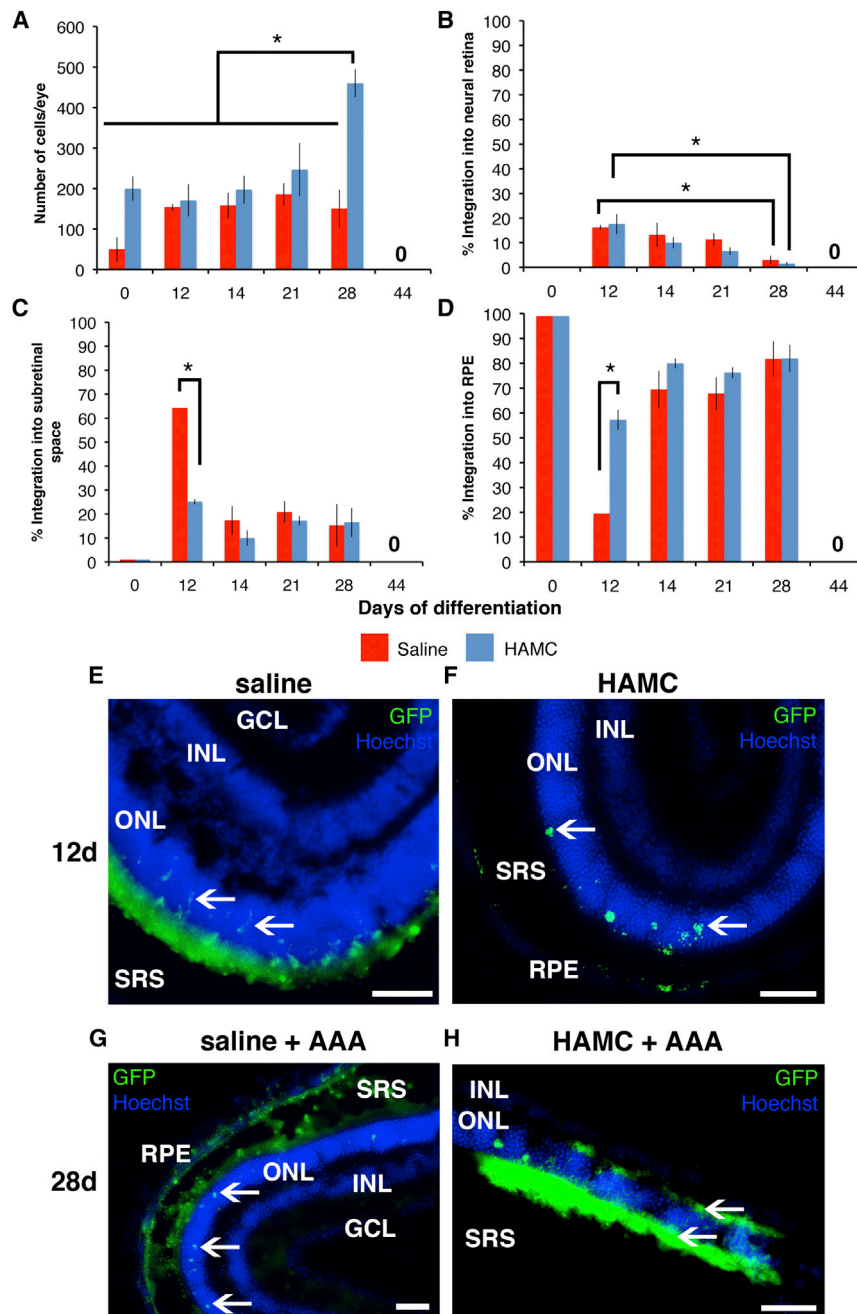 A
Number of cells/eye
600
500
400
300
200
100
0
*
0
0 12 14 21 28 44
B
% Integration into neural retina
100
90
80
70
60
50
40
30
20
10
0
*
*
0
0 12 14 21 28 44
C
% Integration into subretinal
space
100
90
80
70
60
50
40
30
20
10
0
*
0
0 12 14 21 28 44
D
% Integration into RPE
100
90
80
70
60
50
40
30
20
10
0
*
0
0 12 14 21 28 44
Days of differentiation
Saline HAMC
E saline
GCL GFP
INL Hoechst
ONL
12d
SRS
F HAMC
INL GFP
Hoechst
ONL
SRS
RPE
G saline + AAA
GFP
Hoechst
SRS
RPE
ONL
INL
28d
GCL
H HAMC + AAA
INL GFP
ONL Hoechst
SRS